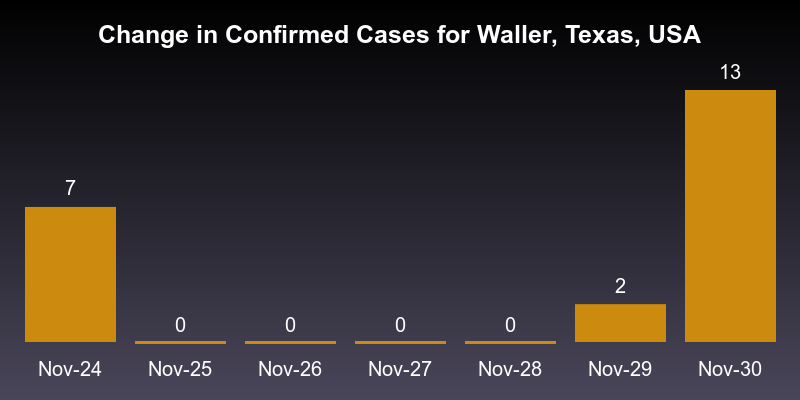 Change in Confirmed Cases for Waller, Texas, USA
13
7
2
0 0 0 0
Nov-24 Nov-25 Nov-26 Nov-27 Nov-28 Nov-29 Nov-30